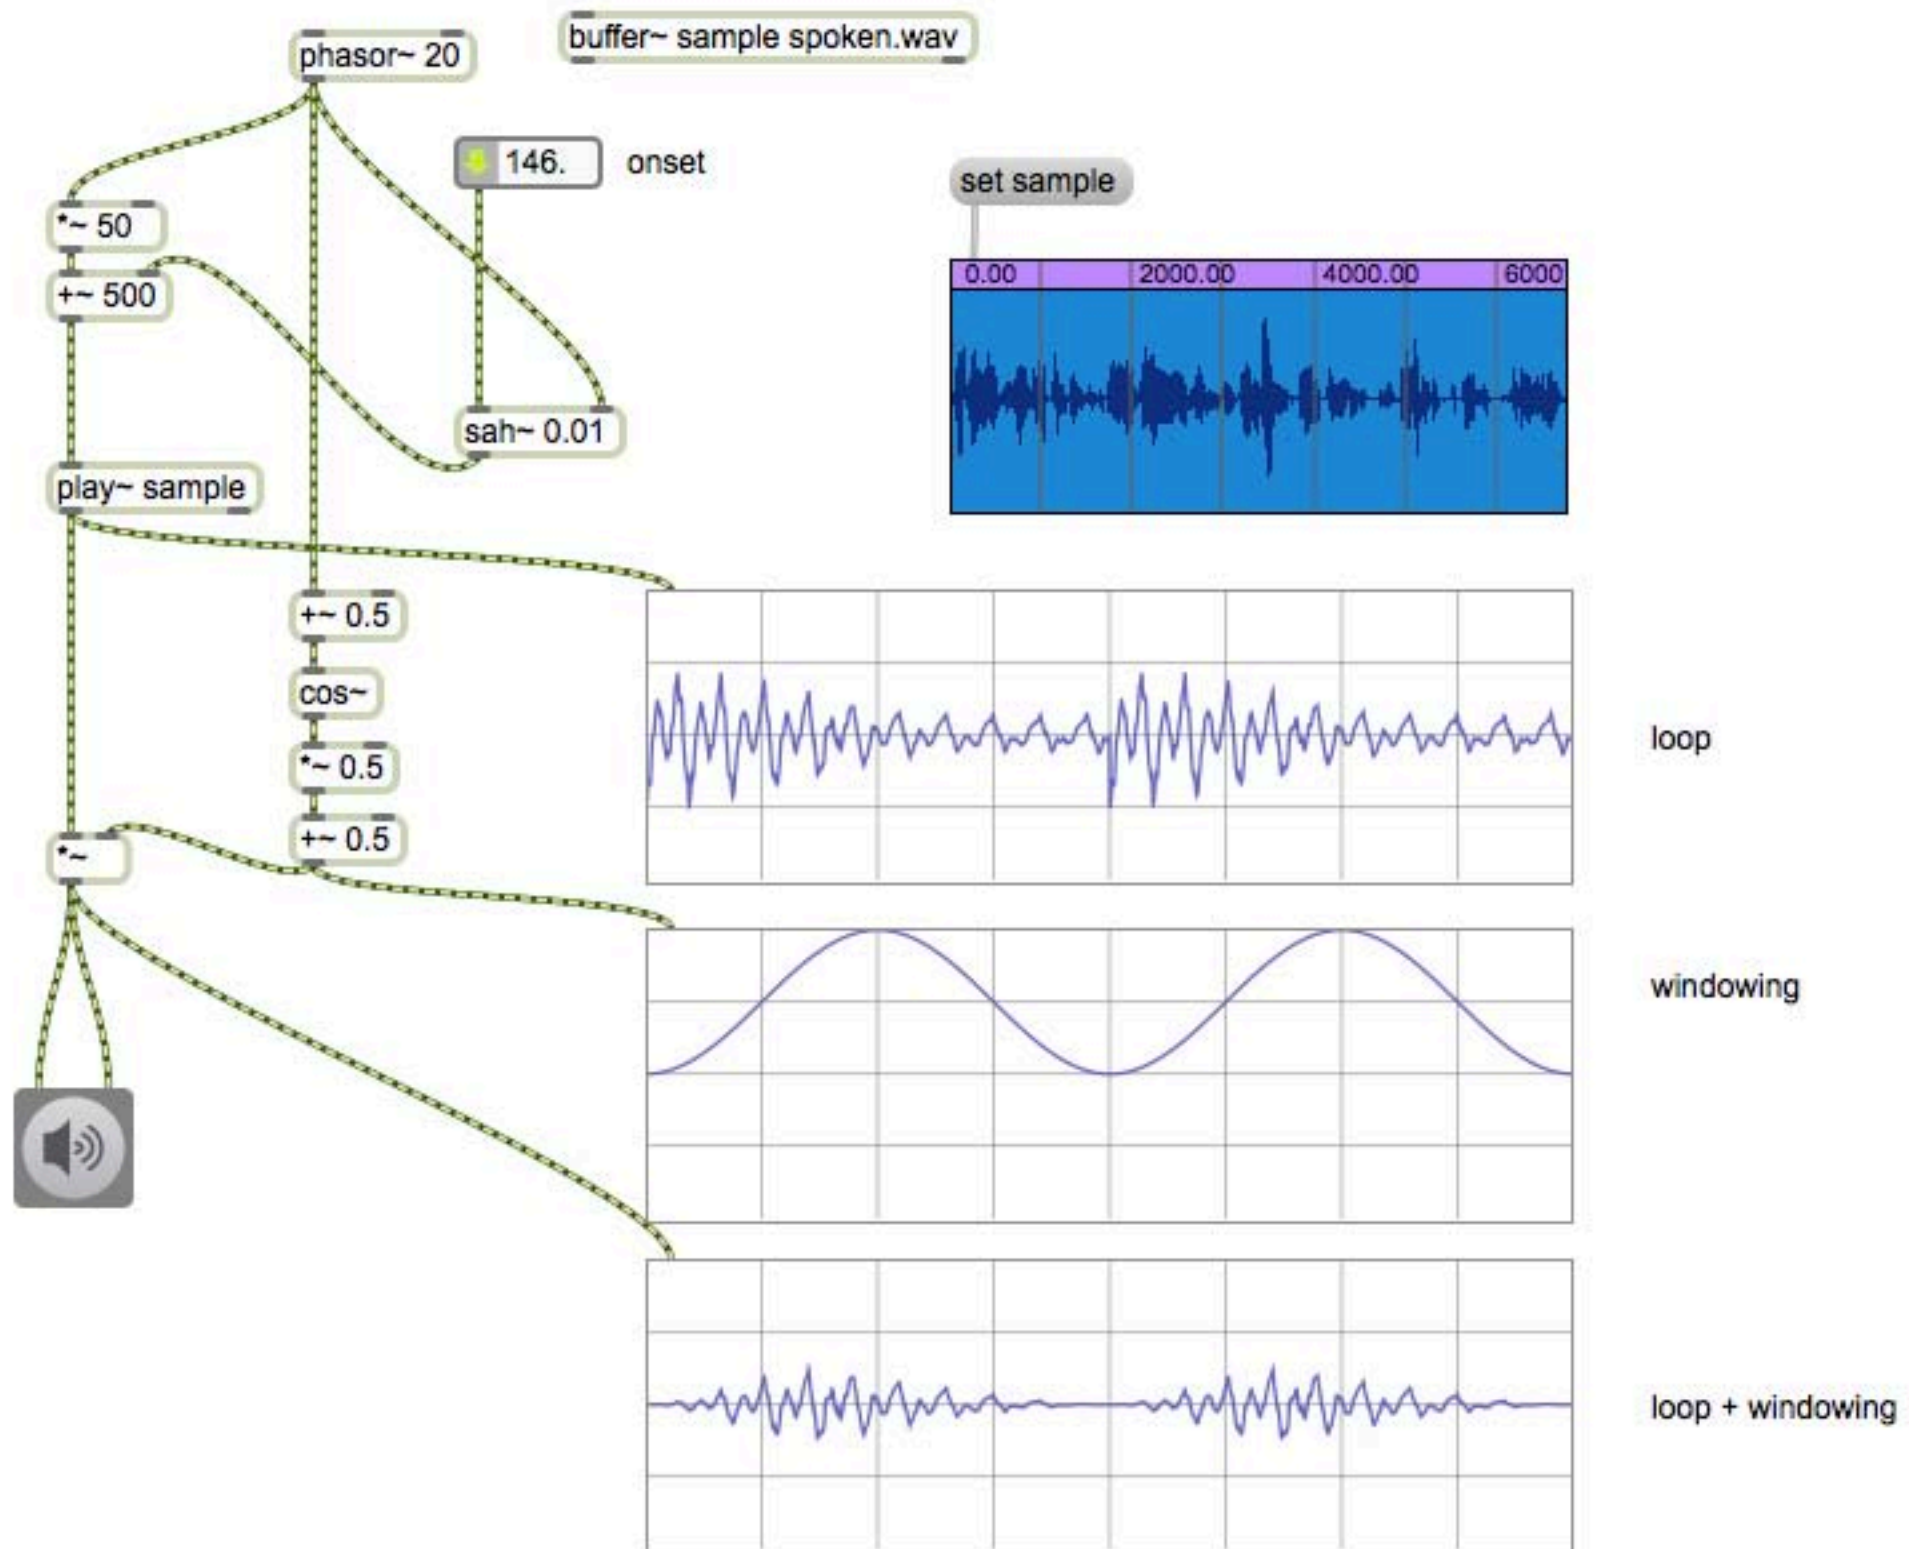 phasor~ 20
buffer~ sample spoken.wav
146.
onset
set sample
*~ 50
0.00 2000.00 4000.00 6000
+~ 500
sah~ 0.01
play~ sample
+~ 0.5
cos~
loop
*~ 0.5
+~ 0.5
*~
windowing
loop + windowing